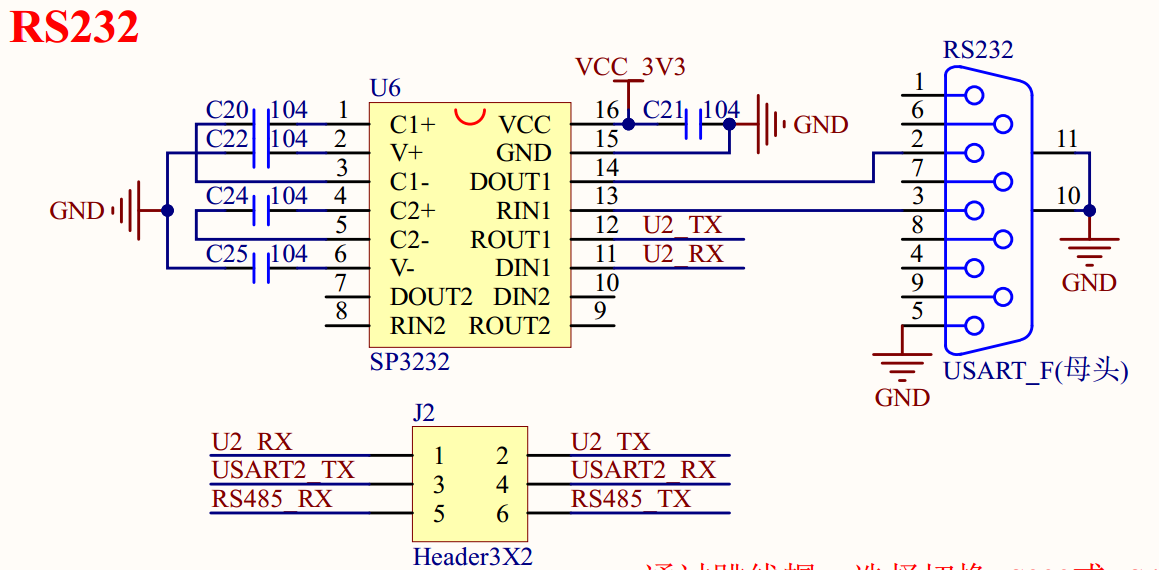 RS232
VCC_3V3
RS232
U6
C20 104 1 C1+ VCC 16 C21 104 GND
C22 104 2 V+ GND 15
3 C1- DOUT1 14
C24 104 4 C2+ RIN1 13
GND
5 C2- ROUT1 12 U2_TX
C25 104 6 V- DIN1 11 U2_RX
7 DOUT2 DIN2 10
8 RIN2 ROUT2 9
SP3232
1
6
2
7
3
8
4
9
5
11
10
GND
GND
USART_F(母头)
J2
U2_RX 1 2 U2_TX
USART2_TX 3 4 USART2_RX
RS485_RX 5 6 RS485_TX
Header3X2